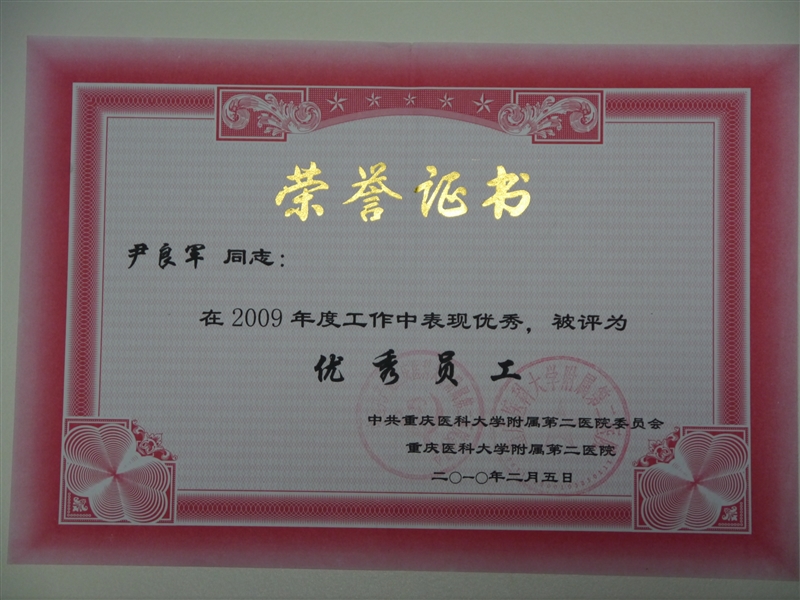 荣誉证书
尹良军 同志：
在2009年度工作中表现优秀，被评为
优秀员工
中共重庆医科大学附属第二医院委员会
重庆医科大学附属第二医院
二〇一〇年二月五日